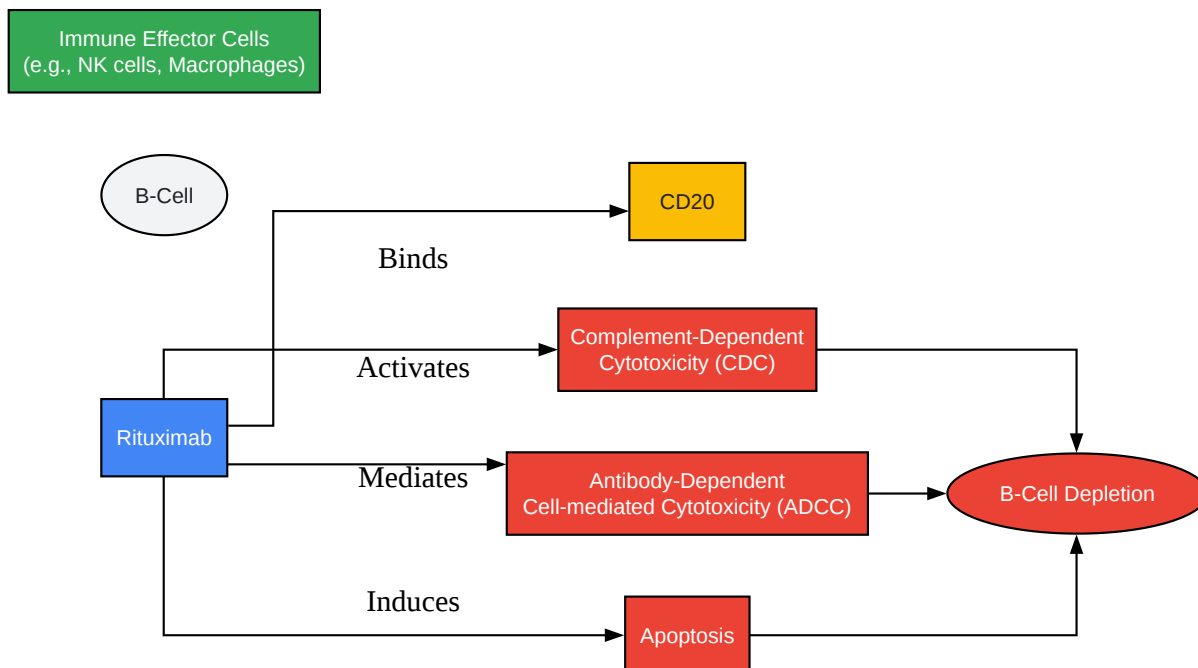 Immune Effector Cells
(e.g., NK cells, Macrophages)
B-Cell
CD20
Binds
Complement-Dependent
Cytotoxicity (CDC)
Activates
Rituximab
Mediates
Antibody-Dependent
Cell-mediated Cytotoxicity (ADCC)
B-Cell Depletion
Induces
Apoptosis